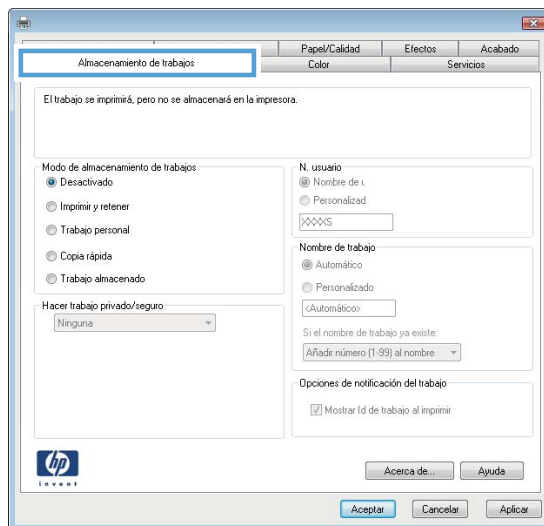 Papel/Calidad Efectos Acabado
Almacenamiento de trabajos Color Servicios
El trabajo se imprimirá, pero no se almacenará en la impresora.
Modo de almacenamiento de trabajos
Desactivado
Imprimir y retener
Trabajo personal
Copia rápida
Trabajo almacenado
Hacer trabajo privado/seguro
Ninguna
N. usuario
Nombre de
Personalizad
Nombre de trabajo
Automático
Personalizado
<Automático>
Si el nombre de trabajo ya existe:
Añadir número (1-99) al nombre
Opciones de notificación del trabajo
Mostrar Id de trabajo al imprimir
hp
invent
Acerca de... Ayuda
Aceptar Cancelar Aplicar